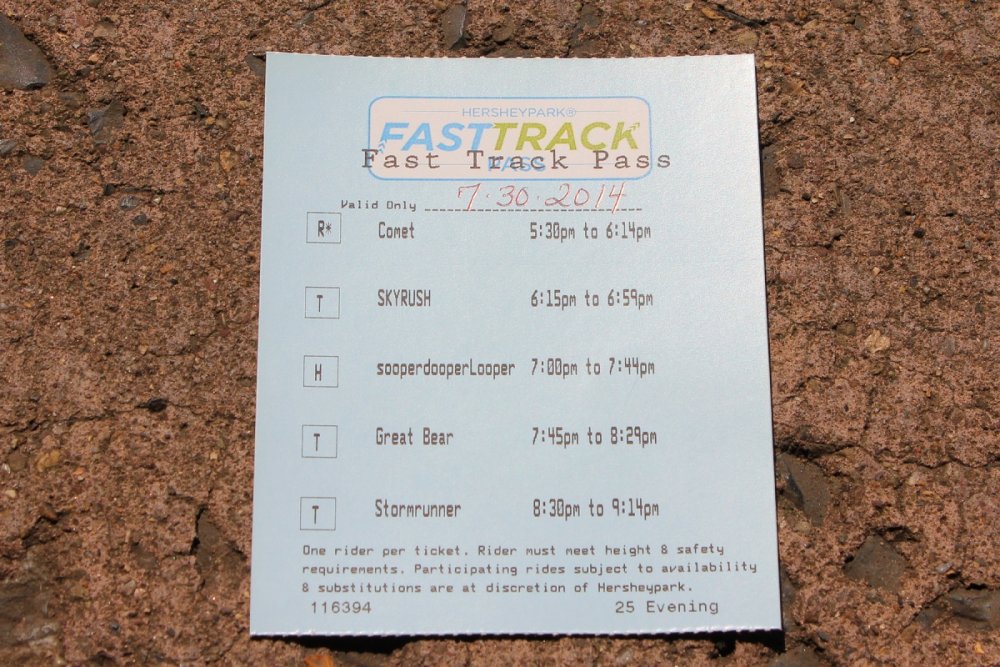 HERSHEYPARK®
FASTTRACK
PASS
Fast Track Pass
Valid Only 7·30·2014
R* Comet 5:30pm to 6:14pm
T SKYRUSH 6:15pm to 6:59pm
H sooperdooperLooper 7:00pm to 7:44pm
T Great Bear 7:45pm to 8:29pm
T Stormrunner 8:30pm to 9:14pm
One rider per ticket. Rider must meet height & safety
requirements. Participating rides subject to availability
& substitutions are at discretion of Hersheypark.
116394 25 Evening